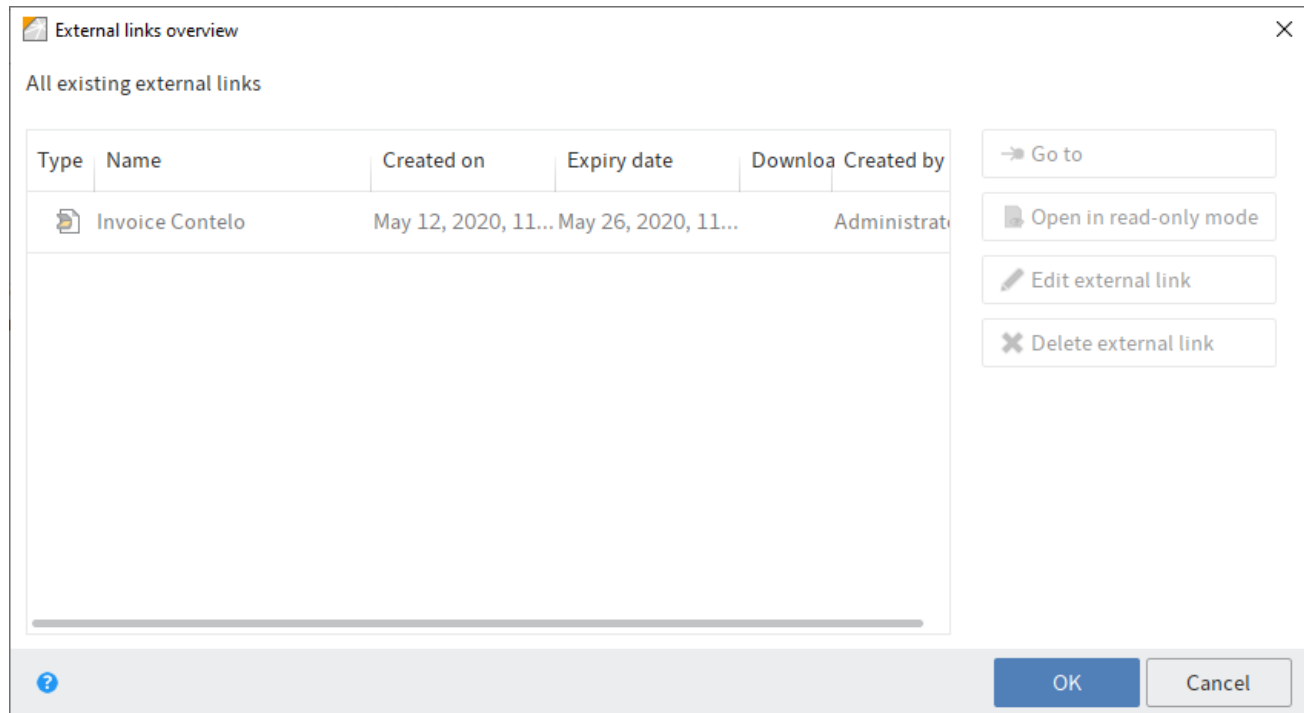 External links overview
All existing external links
Type Name Created on Expiry date Downloa Created by
Invoice Contelo May 12, 2020, 11... May 26, 2020, 11... Administrat
Go to
Open in read-only mode
Edit external link
Delete external link
?
OK Cancel